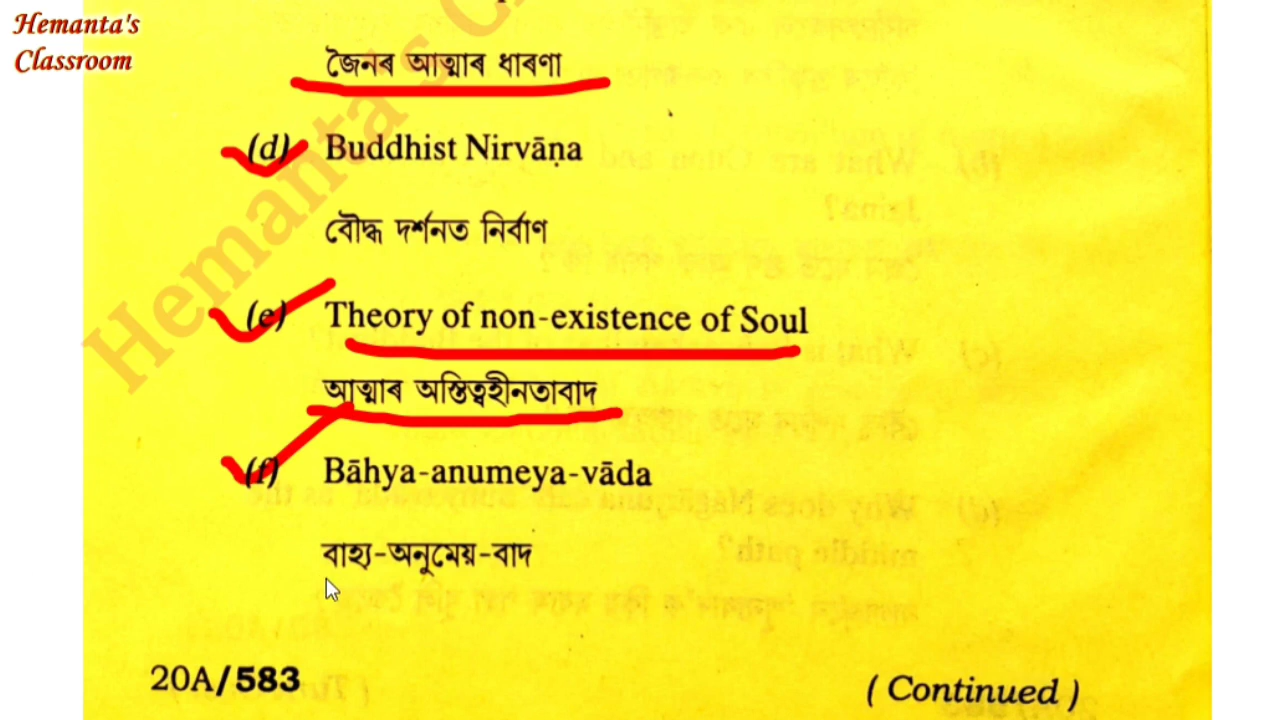 Hemanta's
Classroom
জৈনৰ আত্মাৰ ধাৰণা
(d) Buddhist Nirvāṇa
বৌদ্ধ দৰ্শনত নিৰ্বাণ
(e) Theory of non-existence of Soul
আত্মাৰ অস্তিত্বহীনতাবাদ
(f) Bāhya-anumeya-vāda
বাহ্য-অনুমেয়-বাদ
20A/583
( Continued )